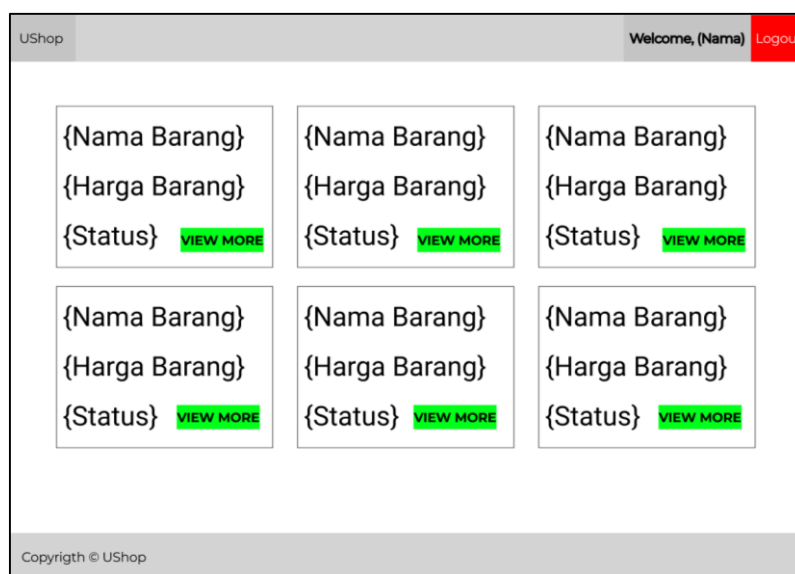 UShop Welcome, (Nama) Logou
{Nama Barang} {Nama Barang} {Nama Barang}
{Harga Barang} {Harga Barang} {Harga Barang}
{Status} VIEW MORE {Status} VIEW MORE {Status} VIEW MORE
{Nama Barang} {Nama Barang} {Nama Barang}
{Harga Barang} {Harga Barang} {Harga Barang}
{Status} VIEW MORE {Status} VIEW MORE {Status} VIEW MORE
Copyrigth © UShop